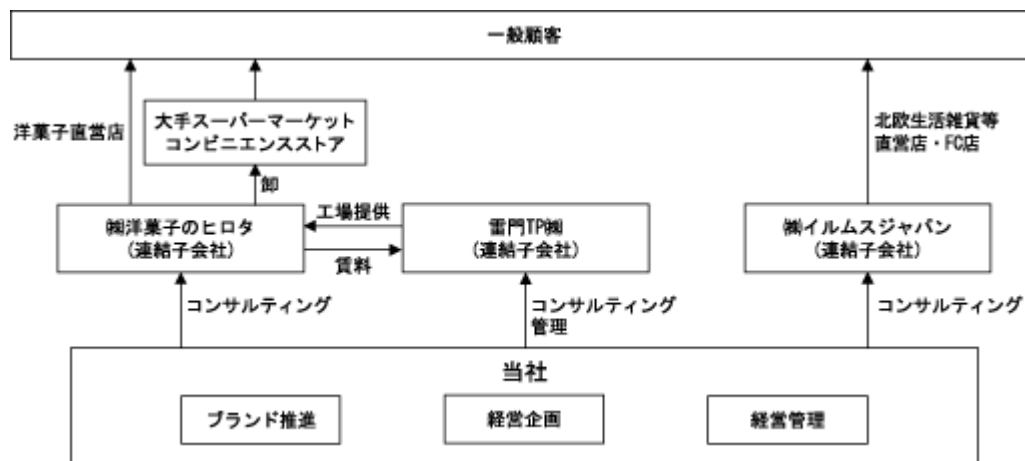 一般顧客
洋菓子直営店
大手スーパーマーケット
コンビニエンスストア
北欧生活雑貨等
直営店・FC店
卸
㈱洋菓子のヒロタ
(連結子会社)
工場提供
賃料
雷門TP㈱
(連結子会社)
㈱イルムスジャパン
(連結子会社)
コンサルティング
コンサルティング
管理
コンサルティング
当社
ブランド推進
経営企画
経営管理